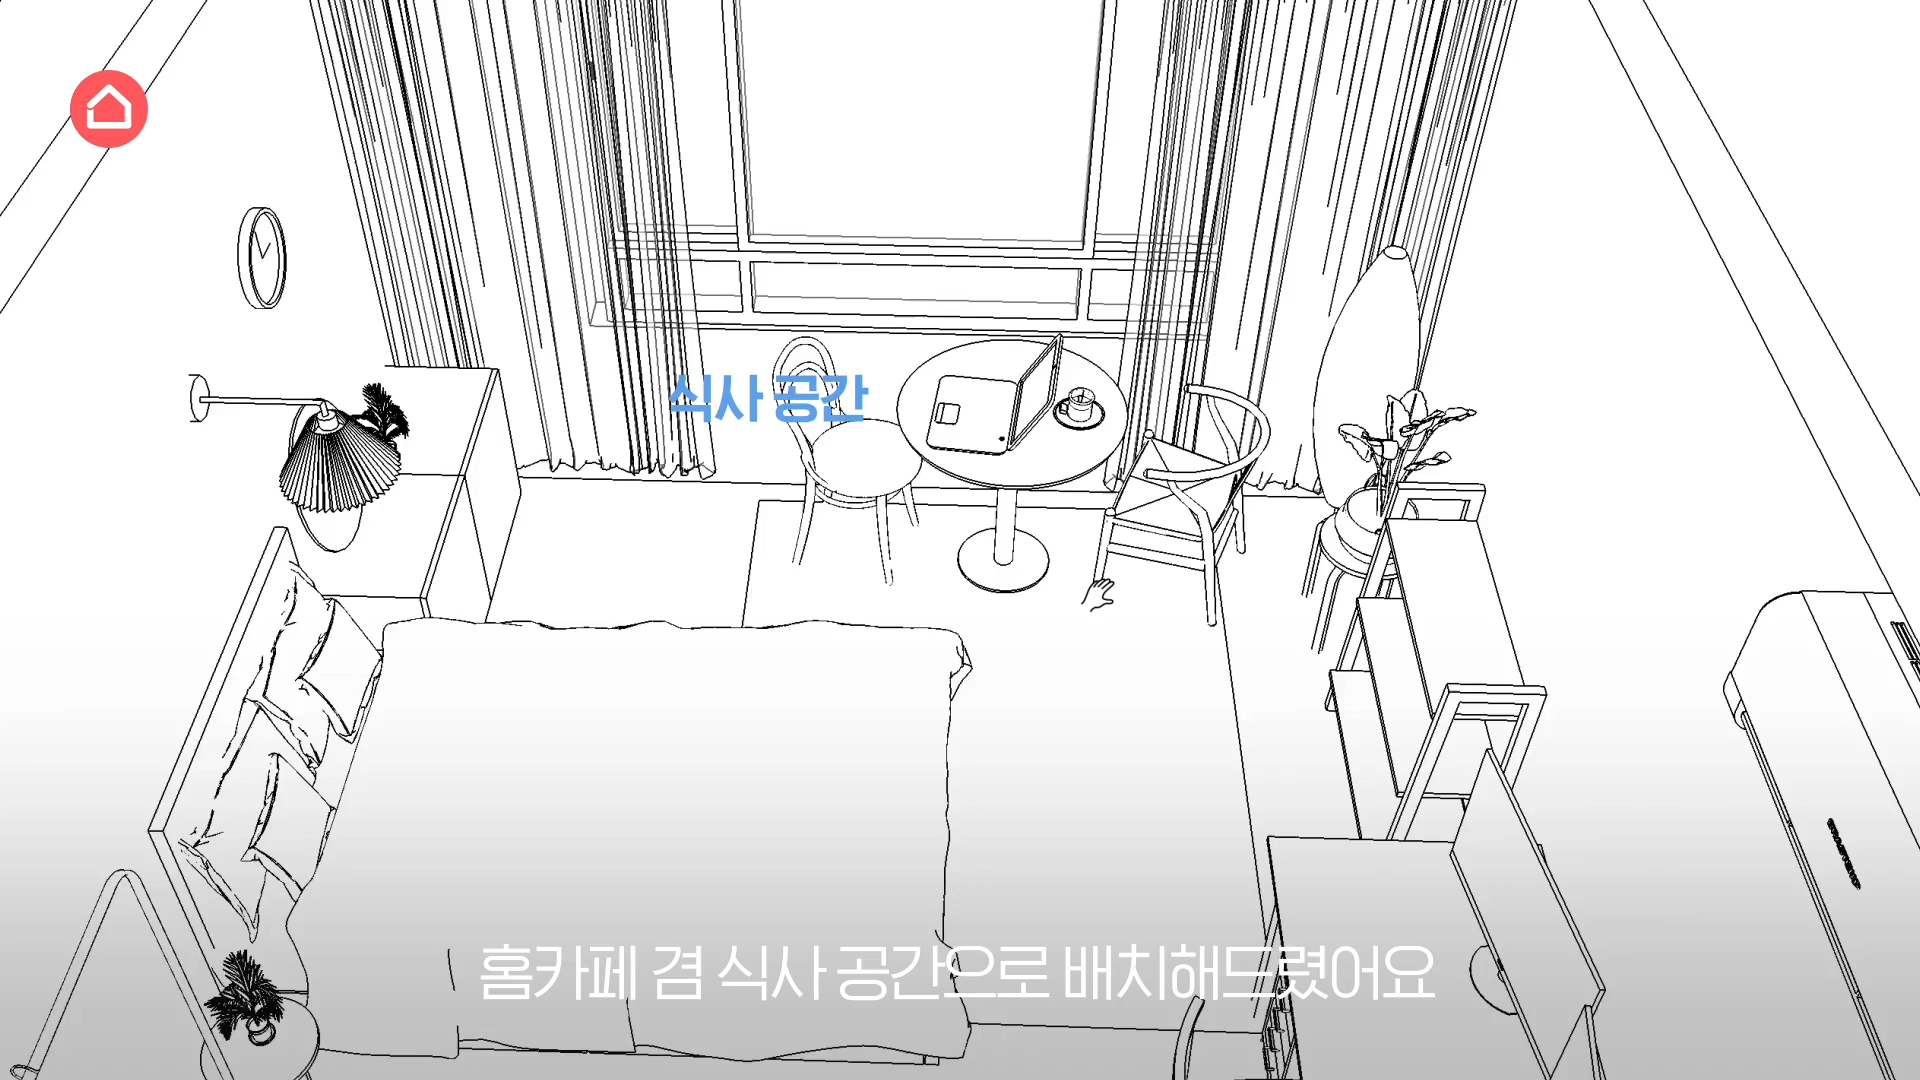 식사 공간
홈카페 겸 식사 공간으로 배치해드렸어요